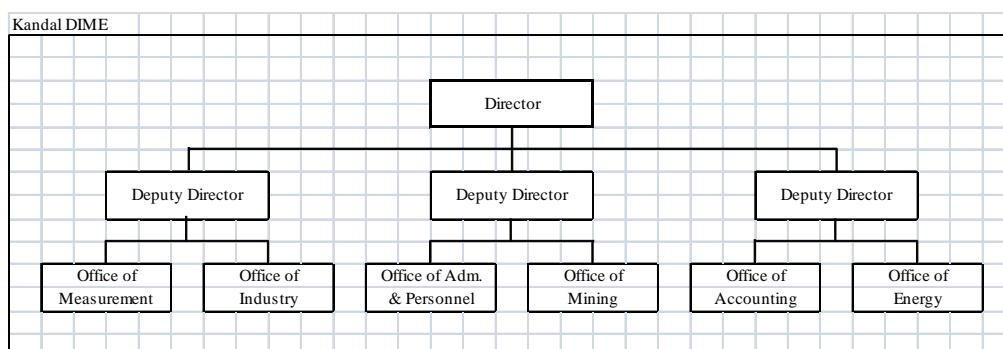 Kandal DIME
Director
Deputy Director
Deputy Director
Deputy Director
Office of
Measurement
Office of
Industry
Office of Adm.
& Personnel
Office of
Mining
Office of
Accounting
Office of
Energy